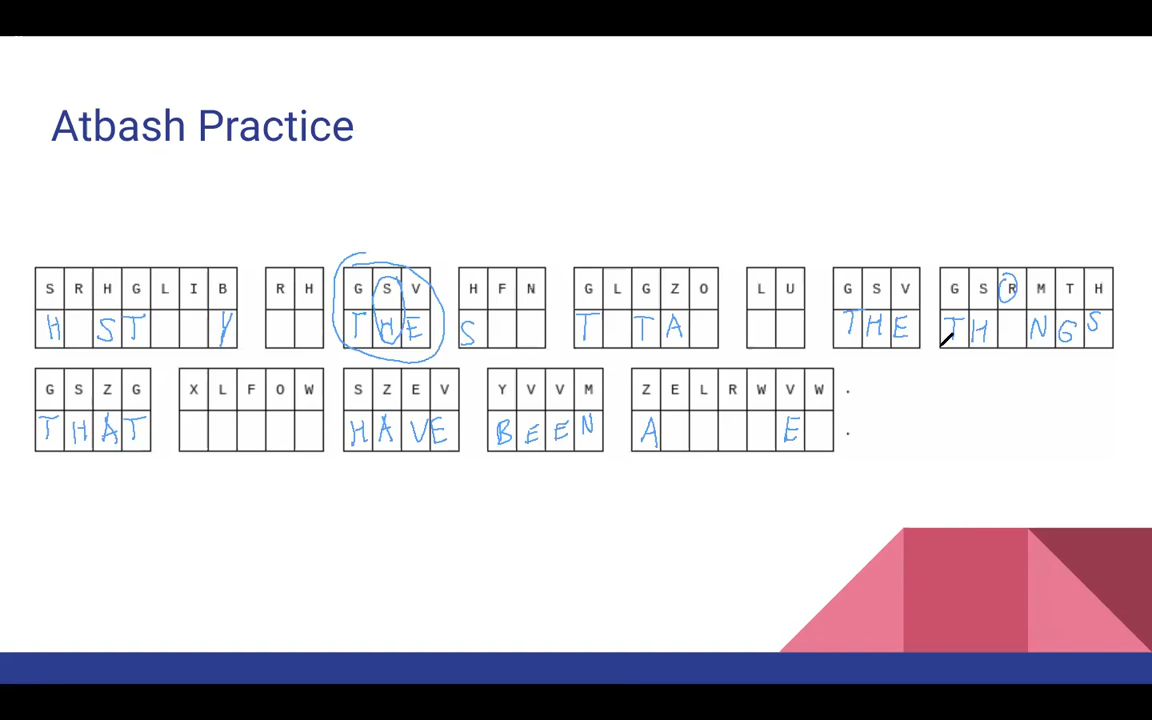 Atbash Practice
S R H G L I B R H G S V H F N G L G Z O L U G S V G S R M T H
H S T Y T H E S T T A T H E T H N G S
G S Z G X L F O W S Z E V Y V V M Z E L R W V W .
T H A T H A V E B E E N A E .